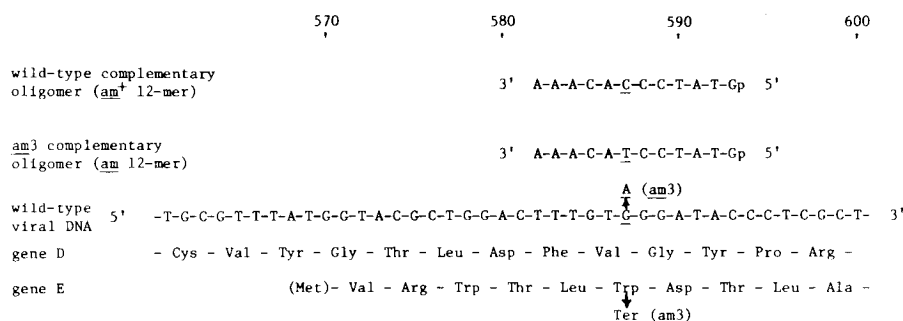 570 580 590 600
wild-type complementary
oligomer (am+ 12-mer) 3' A-A-A-C-A-C-C-C-T-A-T-Gp 5'
am3 complementary
oligomer (am 12-mer) 3' A-A-A-C-A-T-C-C-T-A-T-Gp 5'
A (am3)
wild-type
viral DNA 5' -T-G-C-G-T-T-T-A-T-G-G-T-A-C-G-C-T-G-G-A-C-T-T-T-G-T-G-G-G-A-T-A-C-C-C-T-C-G-C-T- 3'
gene D - Cys - Val - Tyr - Gly - Thr - Leu - Asp - Phe - Val - Gly - Tyr - Pro - Arg -
gene E (Met)- Val - Arg - Trp - Thr - Leu - Trp - Asp - Thr - Leu - Ala -
Ter (am3)